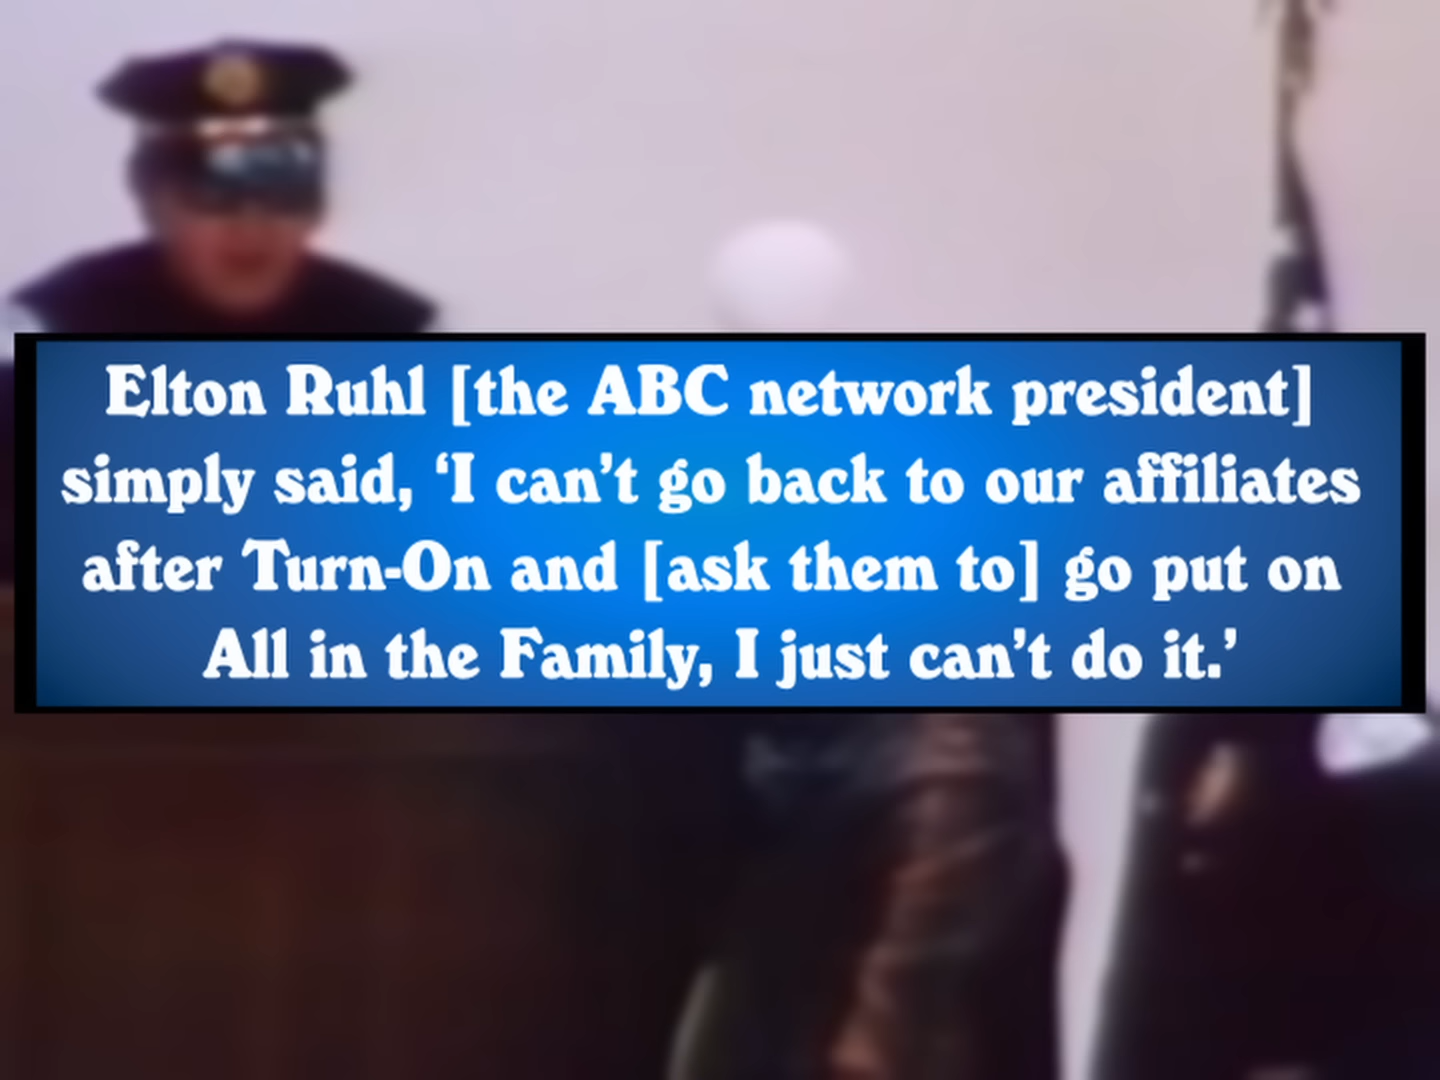 Elton Ruhl [the ABC network president]
simply said, ‘I can’t go back to our affiliates
after Turn-On and [ask them to] go put on
All in the Family, I just can’t do it.’